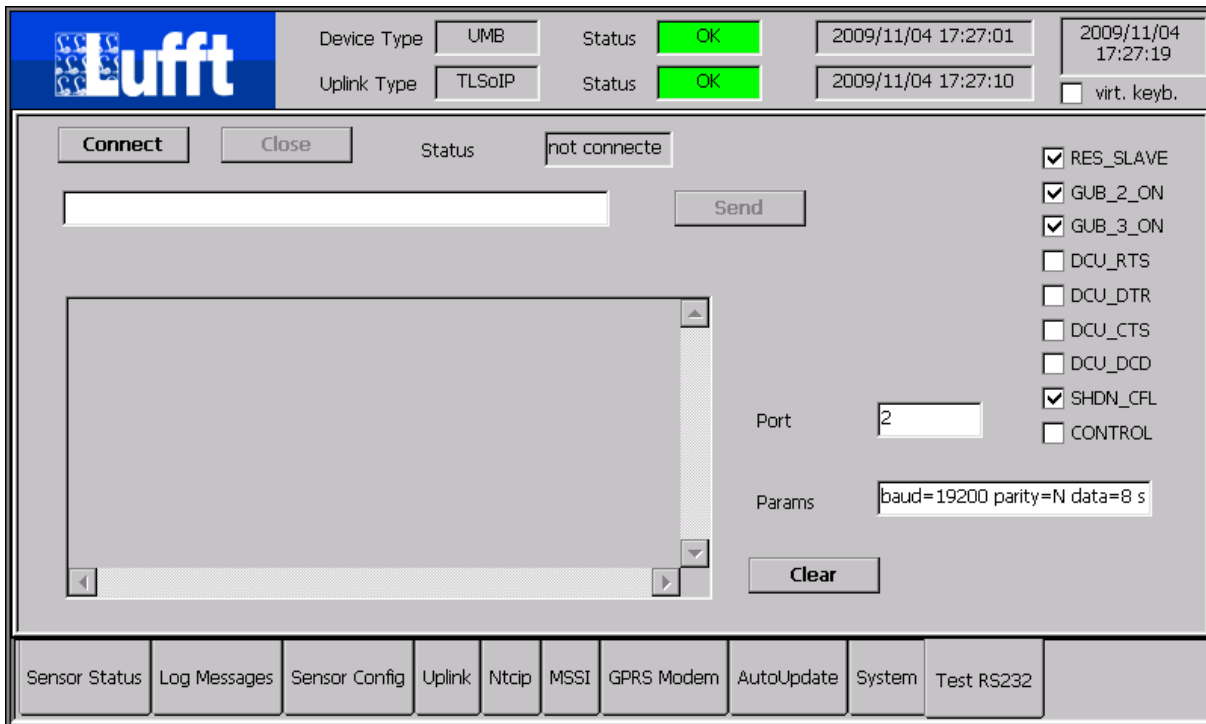 Lufft
Device Type UMB Status OK 2009/11/04 17:27:01
Uplink Type TLSoIP Status OK 2009/11/04 17:27:10
2009/11/04
17:27:19
virt. keyb.
Connect Close Status not connecte
Send
RES_SLAVE
GUB_2_ON
GUB_3_ON
DCU_RTS
DCU_DTR
DCU_CTS
DCU_DCD
SHDN_CFL
CONTROL
Port 2
Params baud=19200 parity=N data=8 s
Clear
Sensor Status Log Messages Sensor Config Uplink Ntcip MSSI GPRS Modem AutoUpdate System Test RS232